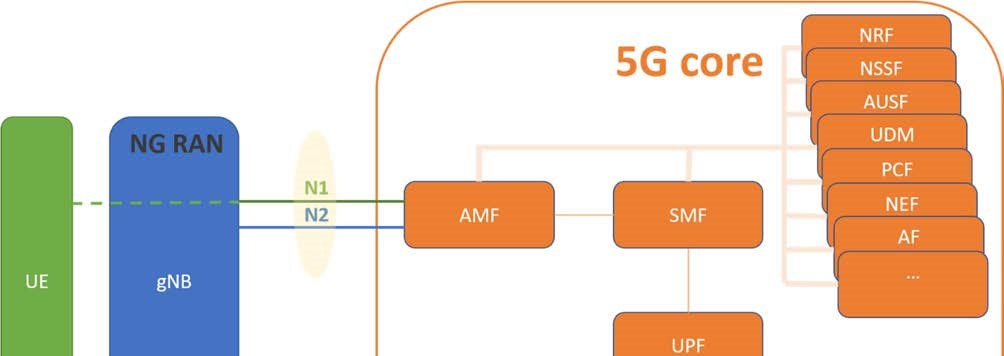 5G core
NRF
NSSF
AUSF
UDM
PCF
NEF
AF
...
NG RAN
N1
N2
AMF
SMF
UE
gNB
UPF